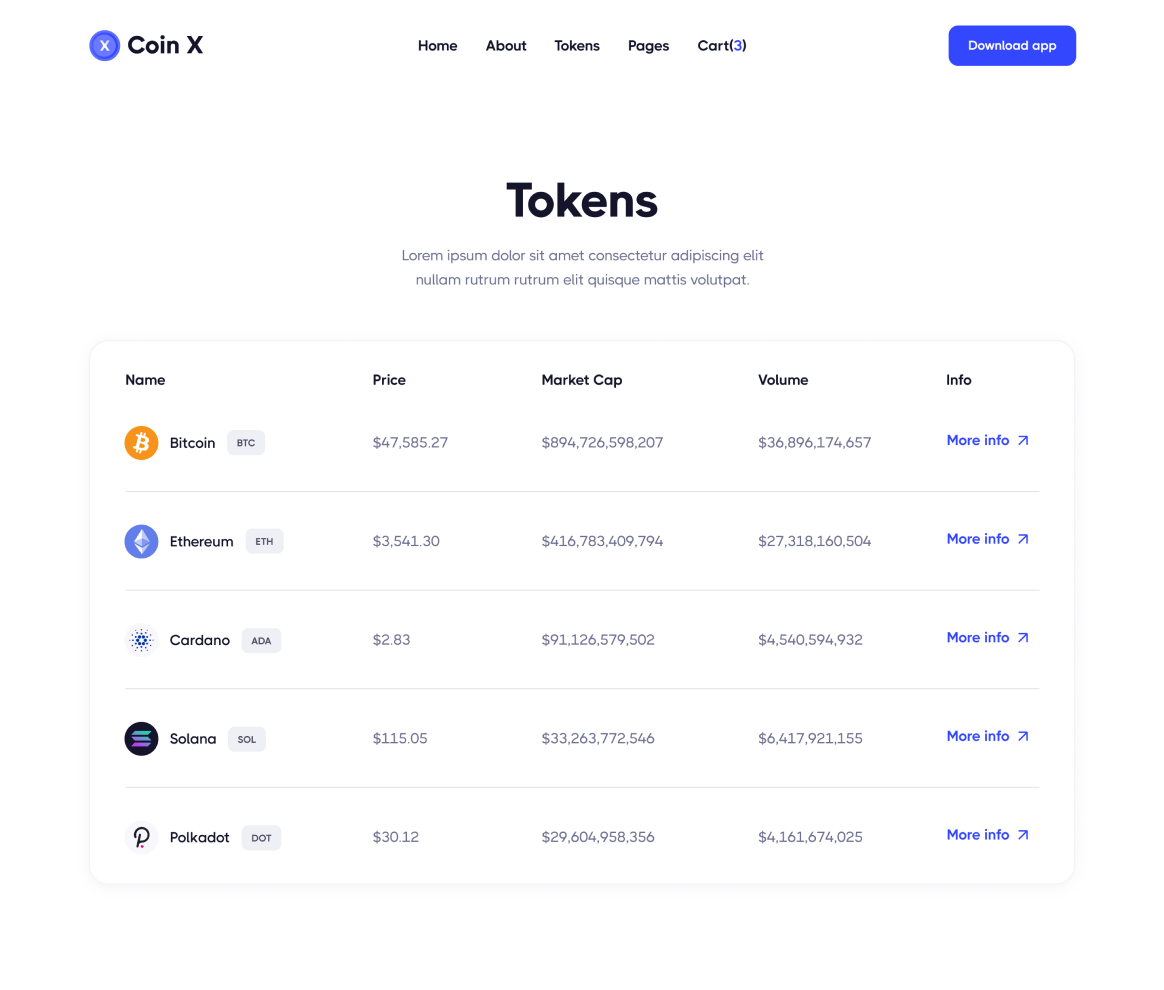 X Coin X Home About Tokens Pages Cart(3) Download app
Tokens
Lorem ipsum dolor sit amet consectetur adipiscing elit
nullam rutrum rutrum elit quisque mattis volutpat.
Name Price Market Cap Volume Info
Bitcoin BTC $47,585.27 $894,726,598,207 $36,896,174,657 More info
Ethereum ETH $3,541.30 $416,783,409,794 $27,318,160,504 More info
Cardano ADA $2.83 $91,126,579,502 $4,540,594,932 More info
Solana SOL $115.05 $33,263,772,546 $6,417,921,155 More info
Polkadot DOT $30.12 $29,604,958,356 $4,161,674,025 More info